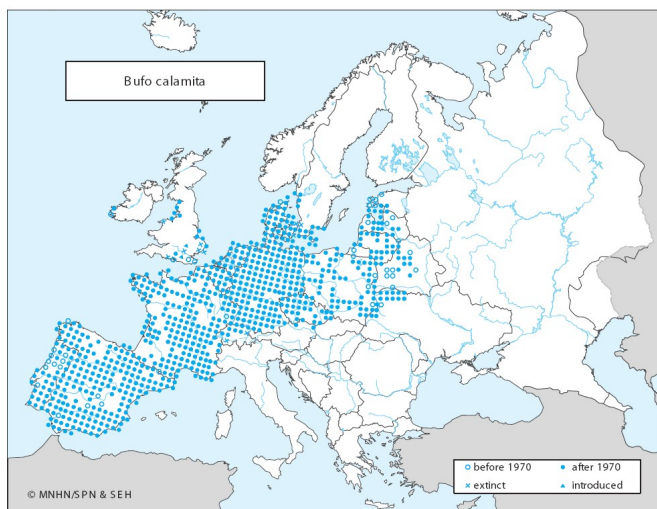 Bufo calamita
before 1970
after 1970
extinct
introduced
© MNHN/SPN & SEH